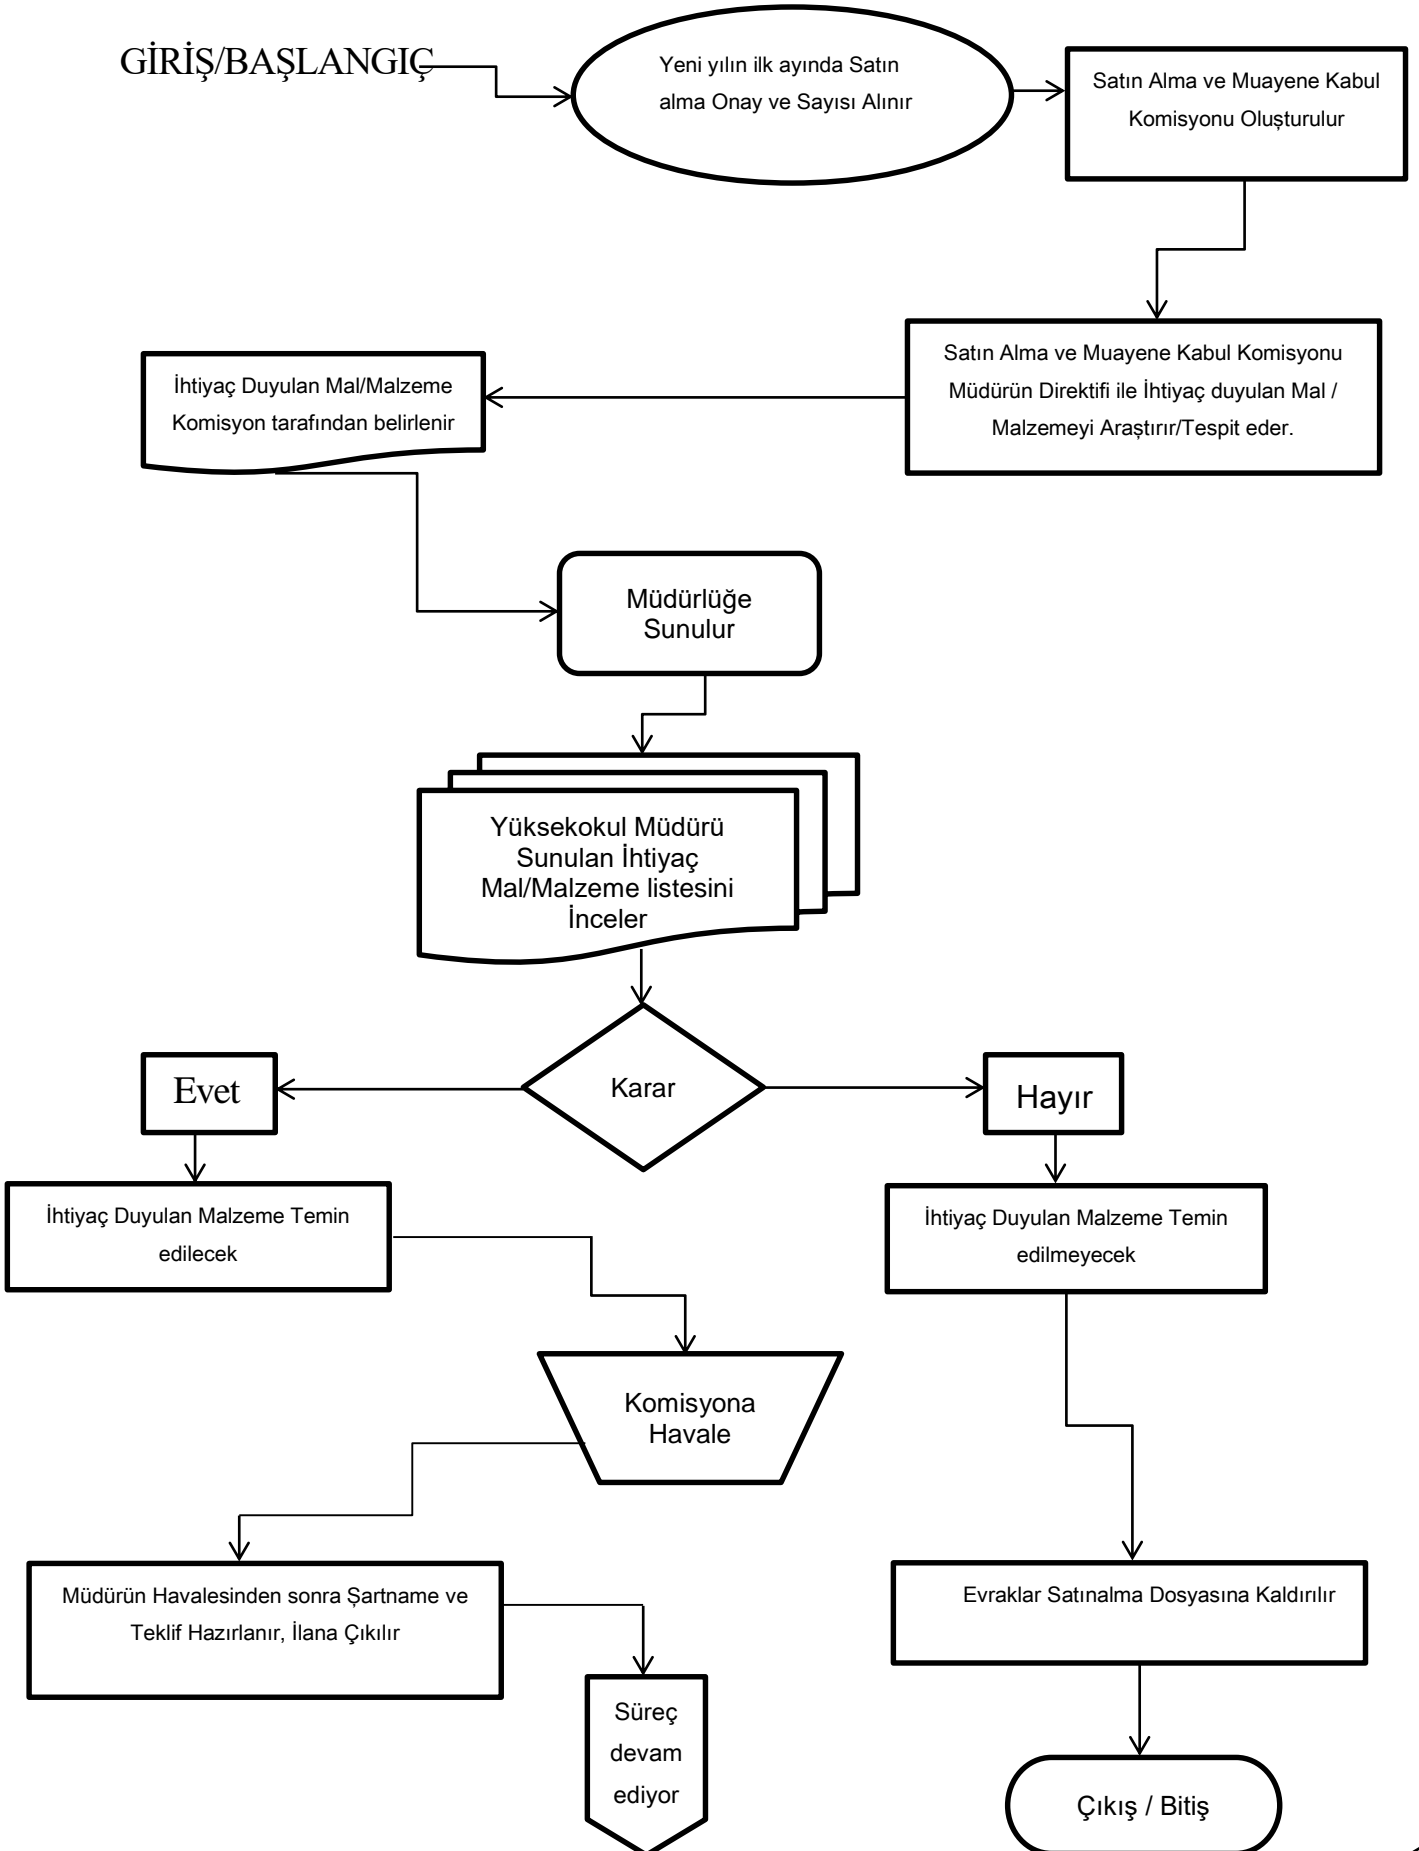 GİRİŞ/BAŞLANGIÇ
Yeni yılın ilk ayında Satın
alma Onay ve Sayısı Alınır
Satın Alma ve Muayene Kabul
Komisyonu Oluşturulur
Satın Alma ve Muayene Kabul Komisyonu
Müdürün Direktifi ile İhtiyaç duyulan Mal /
Malzemeyi Araştırır/Tespit eder.
İhtiyaç Duyulan Mal/Malzeme
Komisyon tarafından belirlenir
Müdürlüğe
Sunulur
Yüksekokul Müdürü
Sunulan İhtiyaç
Mal/Malzeme listesini
İnceler
Karar
Evet
Hayır
İhtiyaç Duyulan Malzeme Temin
edilecek
İhtiyaç Duyulan Malzeme Temin
edilmeyecek
Komisyona
Havale
Müdürün Havalesinden sonra Şartname ve
Teklif Hazırlanır, İlana Çıkılır
Evraklar Satınalma Dosyasına Kaldırılır
Süreç
devam
ediyor
Çıkış / Bitiş